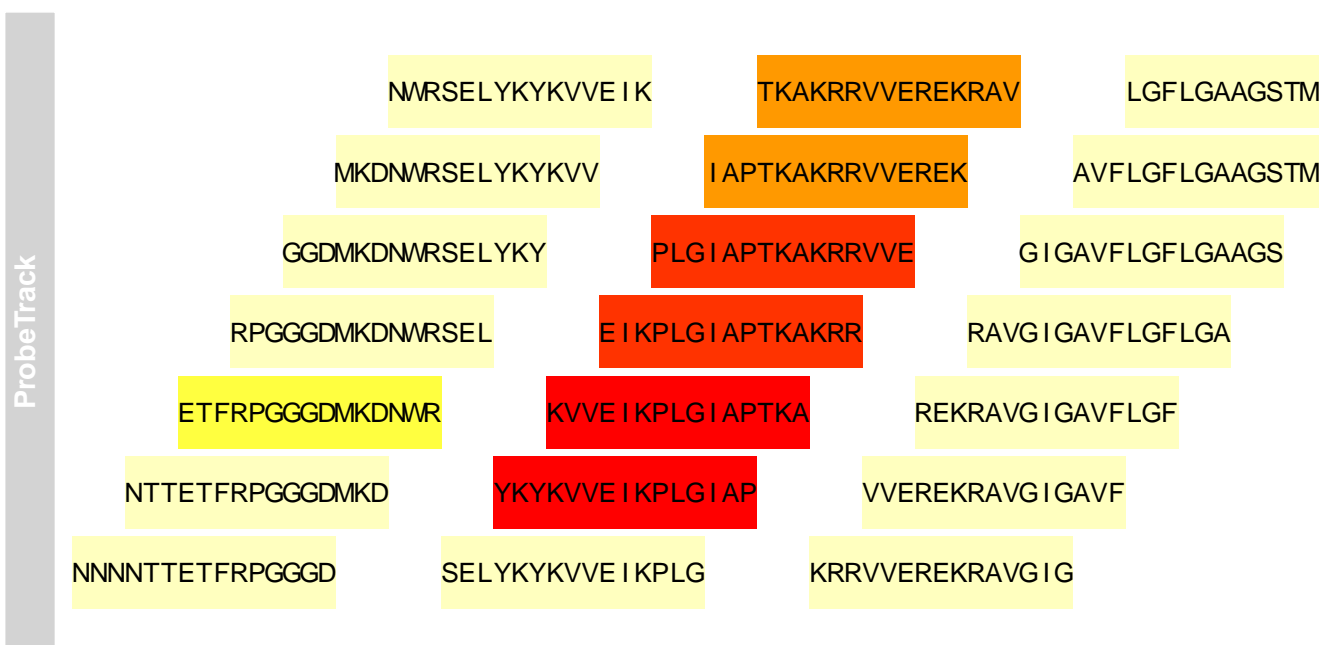 ProbeTrack
NWRSELYKYKVVEIK TKAKRRVVEREKRAV LGFLGAAGSTM
MKDNWRSELYKYKVV IAPTKAKRRVVEREK AVFLGFLGAAGSTM
GGDMKDNWRSELYKY PLGIAPTKAKRRVVE GIGAVFLGFLGAAGS
RPGGGDMKDNWRSEL EIKPLGIAPTKAKRR RAVGIGAVFLGFLGA
ETFRPGGGDMKDNWR KVVEIKPLGIAPTKA REKRAVGIGAVFLGF
NTTETFRPGGGDMKD YKYKVVEIKPLGIAP VVEREKRAVGIGAVF
NNNNTTETFRPGGGD SELYKYKVVEIKPLG KRRVVEREKRAVGIG